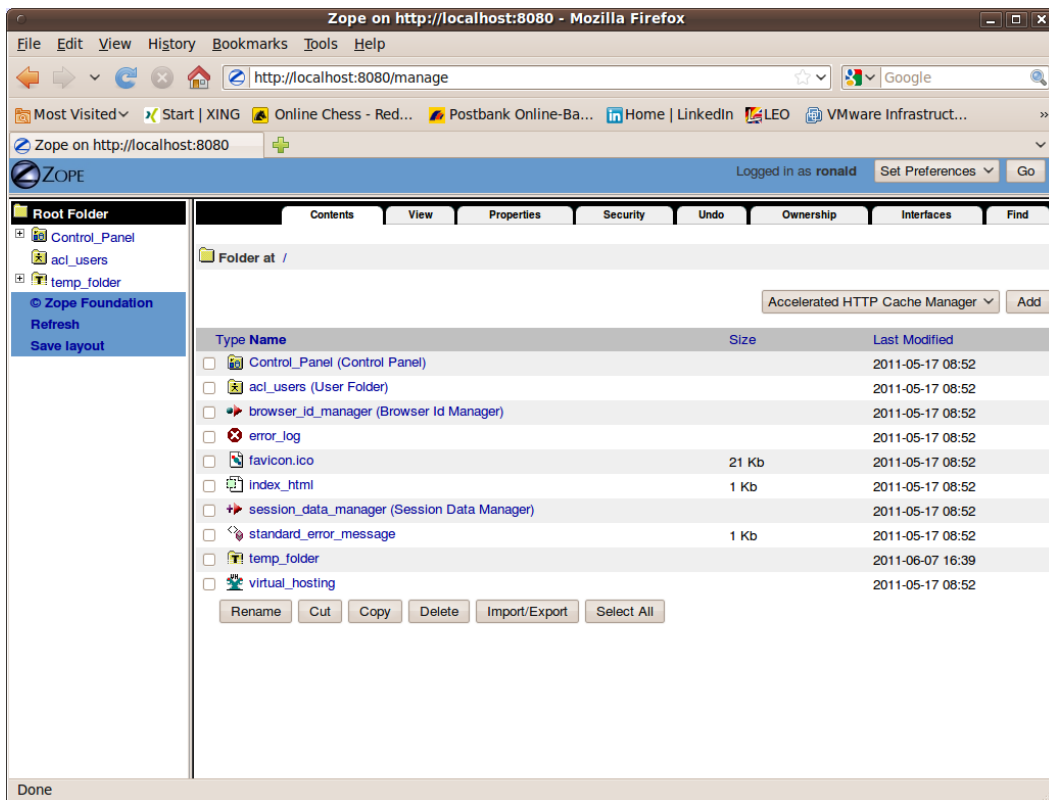 Zope on http://localhost:8080 - Mozilla Firefox
File Edit View History Bookmarks Tools Help
http://localhost:8080/manage Google
Most Visited Start | XING Online Chess - Red... Postbank Online-Ba... Home | LinkedIn LEO VMware Infrastruct... »
Zope on http://localhost:8080
ZOPE Logged in as ronald Set Preferences Go
Root Folder
Control_Panel
acl_users
temp_folder
© Zope Foundation
Refresh
Save layout
Contents View Properties Security Undo Ownership Interfaces Find
Folder at /
Accelerated HTTP Cache Manager Add
Type Name Size Last Modified
Control_Panel (Control Panel) 2011-05-17 08:52
acl_users (User Folder) 2011-05-17 08:52
browser_id_manager (Browser Id Manager) 2011-05-17 08:52
error_log 2011-05-17 08:52
favicon.ico 21 Kb 2011-05-17 08:52
index_html 1 Kb 2011-05-17 08:52
session_data_manager (Session Data Manager) 2011-05-17 08:52
standard_error_message 1 Kb 2011-05-17 08:52
temp_folder 2011-06-07 16:39
virtual_hosting 2011-05-17 08:52
Rename Cut Copy Delete Import/Export Select All
Done